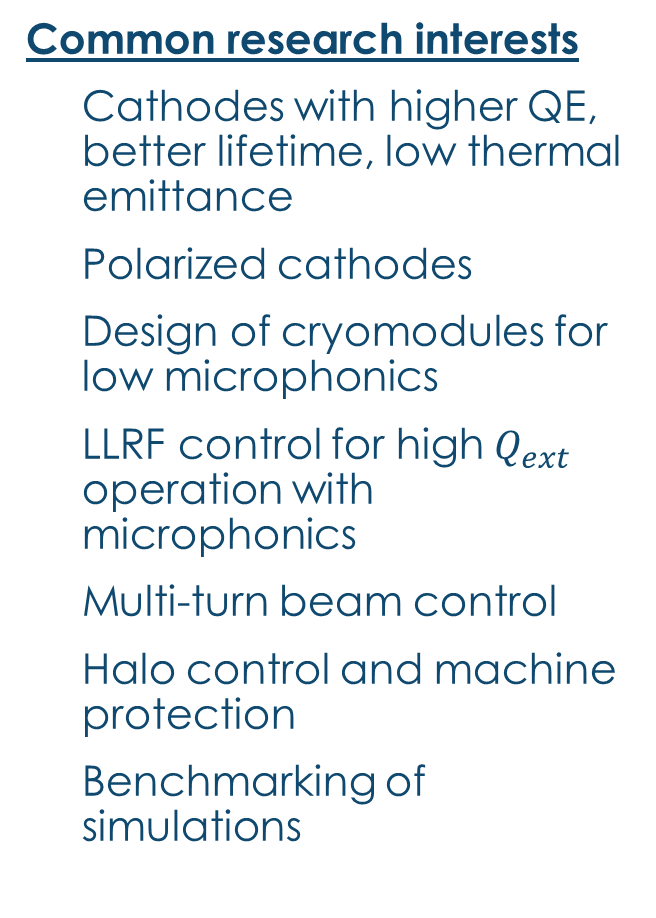 Common research interests
Cathodes with higher QE,
better lifetime, low thermal
emittance
Polarized cathodes
Design of cryomodules for
low microphonics
LLRF control for high Q_ext
operation with
microphonics
Multi-turn beam control
Halo control and machine
protection
Benchmarking of
simulations